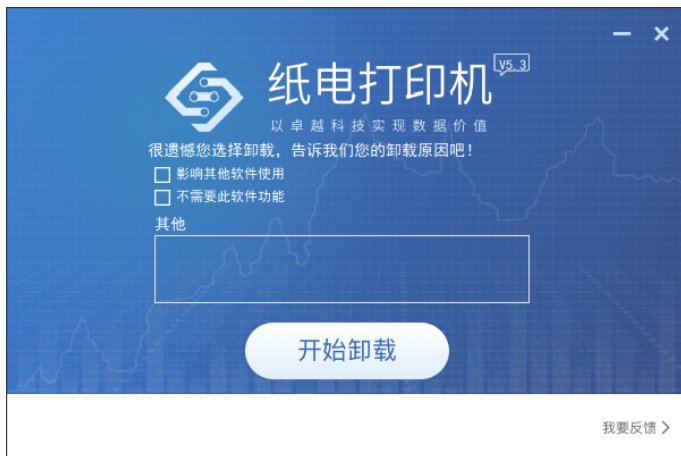 纸电打印机
V5.3
以卓越科技实现数据价值
很遗憾您选择卸载，告诉我们您的卸载原因吧！
影响其他软件使用
不需要此软件功能
其他
开始卸载
我要反馈